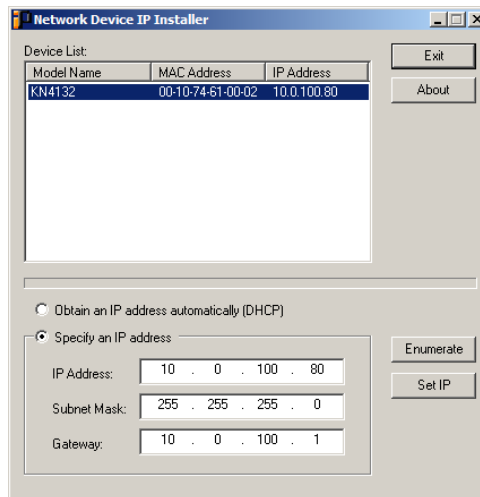 Network Device IP Installer
Device List:
Exit
Model Name MAC Address IP Address
KN4132 00-10-74-61-00-02 10.0.100.80
About
Obtain an IP address automatically (DHCP)
Specify an IP address
IP Address: 10 . 0 . 100 . 80
Enumerate
Subnet Mask: 255 . 255 . 255 . 0
Set IP
Gateway: 10 . 0 . 100 . 1